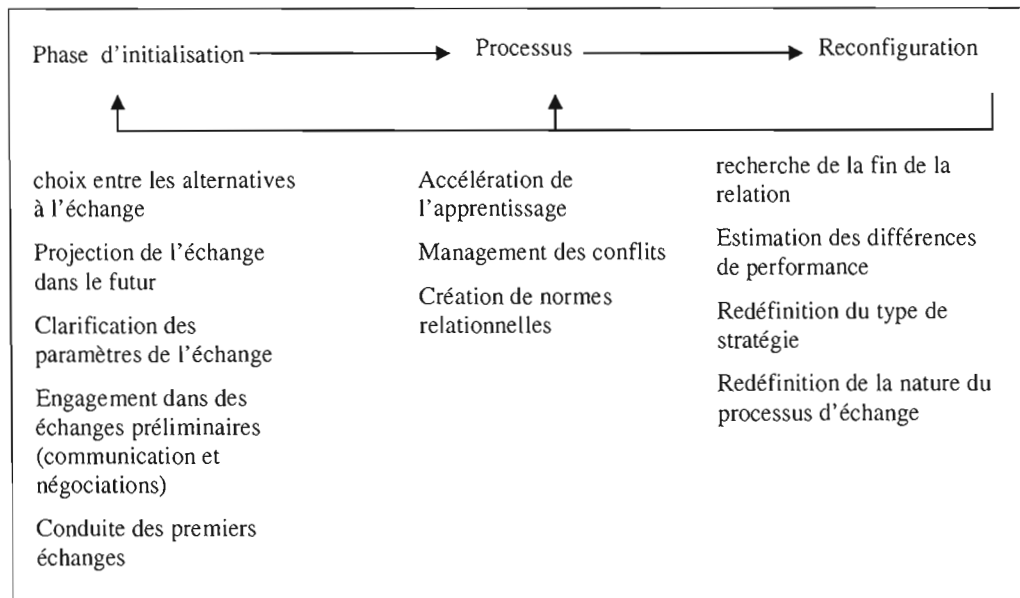 Phase d'initialisation
Processus
Reconfiguration
choix entre les alternatives
à l'échange
Projection de l'échange
dans le futur
Clarification des
paramètres de l'échange
Engagement dans des
échanges préliminaires
(communication et
négociations)
Conduite des premiers
échanges
Accélération de
l'apprentissage
Management des conflits
Création de normes
relationnelles
recherche de la fin de la
relation
Estimation des différences
de performance
Redéfinition du type de
stratégie
Redéfinition de la nature du
processus d'échange